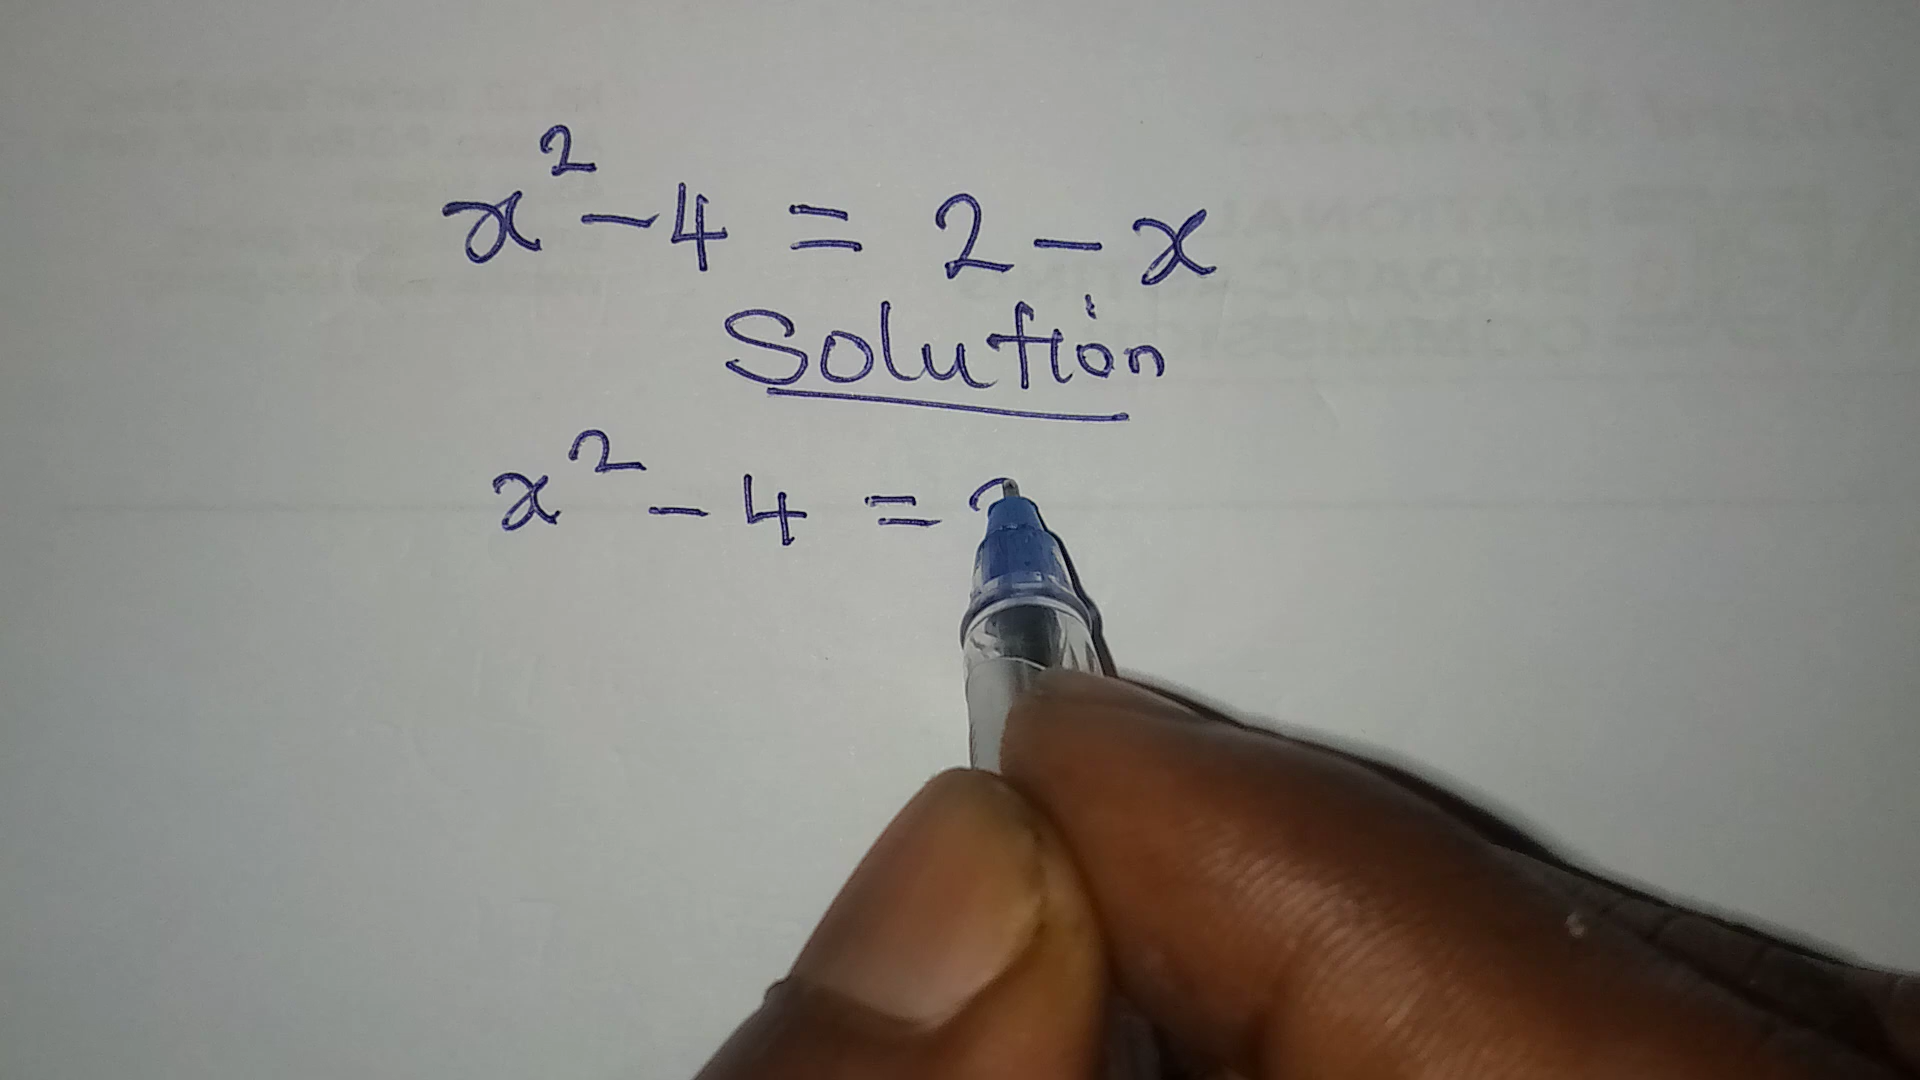 x² - 4 = 2 - x
Solution
x² - 4 =